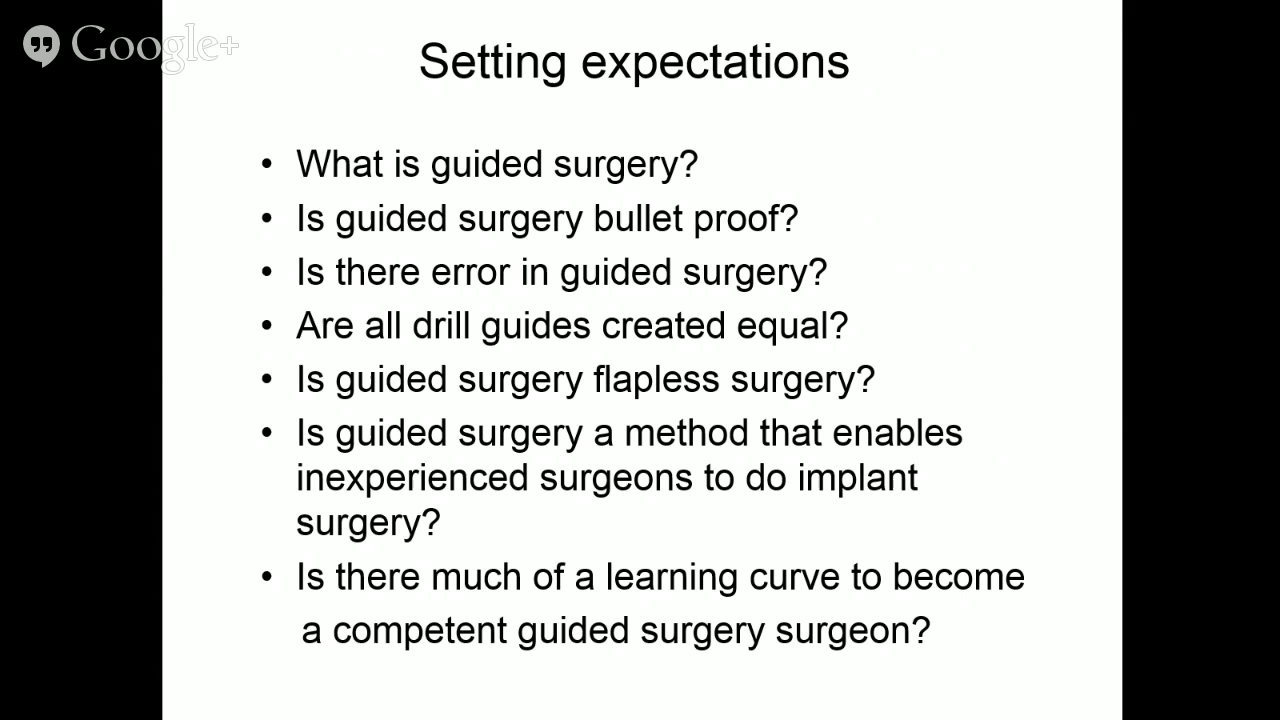 Google+
Setting expectations
• What is guided surgery?
• Is guided surgery bullet proof?
• Is there error in guided surgery?
• Are all drill guides created equal?
• Is guided surgery flapless surgery?
• Is guided surgery a method that enables
inexperienced surgeons to do implant
surgery?
• Is there much of a learning curve to become
a competent guided surgery surgeon?